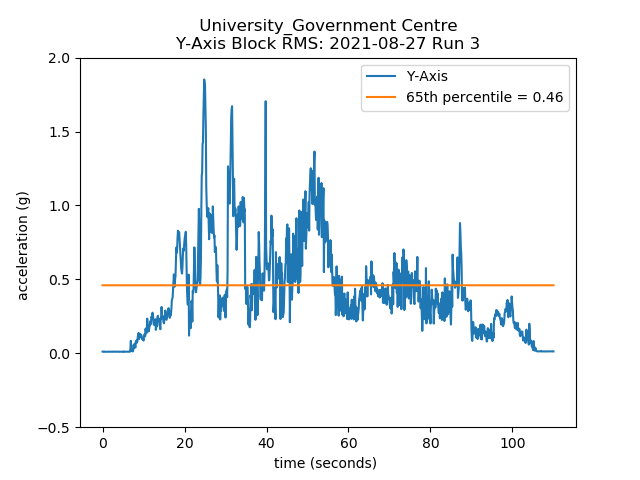 University_Government Centre
Y-Axis Block RMS: 2021-08-27 Run 3
Y-Axis
65th percentile = 0.46
2.0
1.5
1.0
0.5
0.0
−0.5
acceleration (g)
0 20 40 60 80 100
time (seconds)